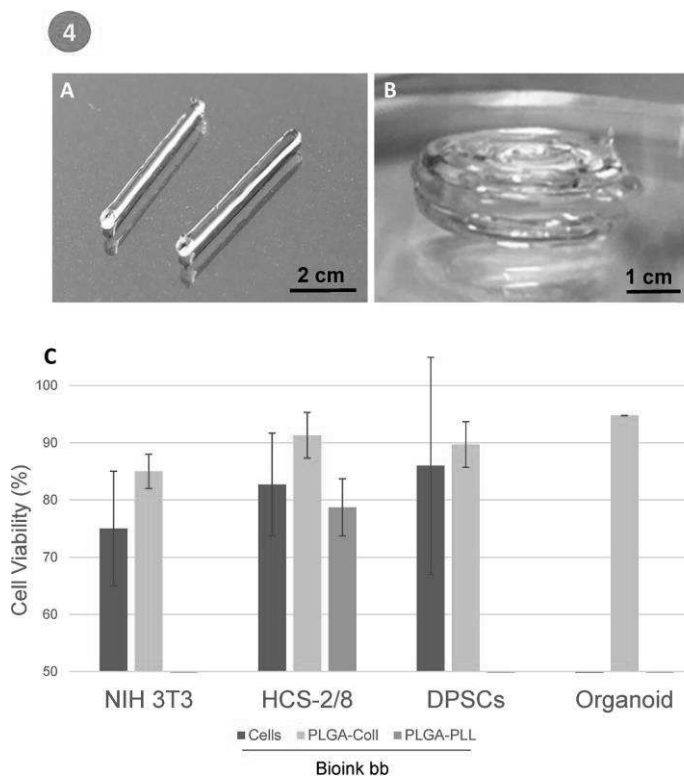 4
A
2 cm
B
1 cm
C
100
90
80
70
60
50
Cell Viability (%)
NIH 3T3
HCS-2/8
DPSCs
Organoid
Cells
PLGA-Coll
PLGA-PLL
Bioink bb